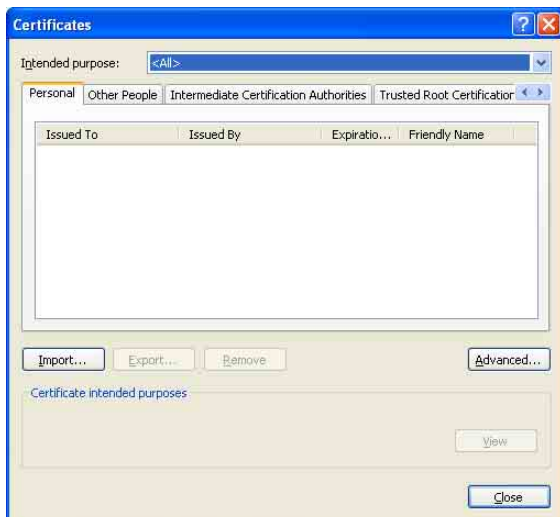 Certificates
Intended purpose: <All>
Personal Other People Intermediate Certification Authorities Trusted Root Certification
Issued To Issued By Expiratio... Friendly Name
Import... Export... Remove Advanced...
Certificate intended purposes
View
Close